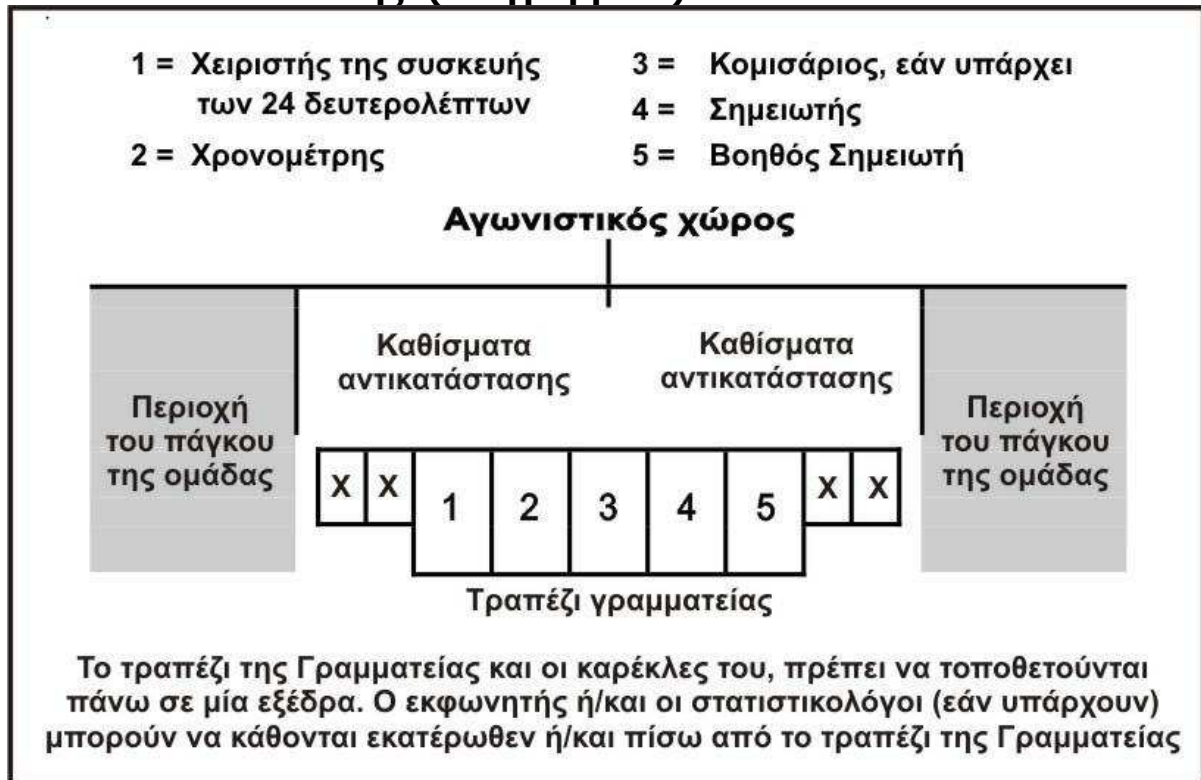 1 = Χειριστής της συσκευής
των 24 δευτερολέπτων
2 = Χρονομέτρης
3 = Κομισάριος, εάν υπάρχει
4 = Σημειωτής
5 = Βοηθός Σημειωτή
Αγωνιστικός χώρος
Καθίσματα
αντικατάστασης
Καθίσματα
αντικατάστασης
Περιοχή
του πάγκου
της ομάδας
Περιοχή
του πάγκου
της ομάδας
X X 1 2 3 4 5 X X
Τραπέζι γραμματείας
Το τραπέζι της Γραμματείας και οι καρέκλες του, πρέπει να τοποθετούνται
πάνω σε μία εξέδρα. Ο εκφωνητής ή/και οι στατιστικολόγοι (εάν υπάρχουν)
μπορούν να κάθονται εκατέρωθεν ή/και πίσω από το τραπέζι της Γραμματείας